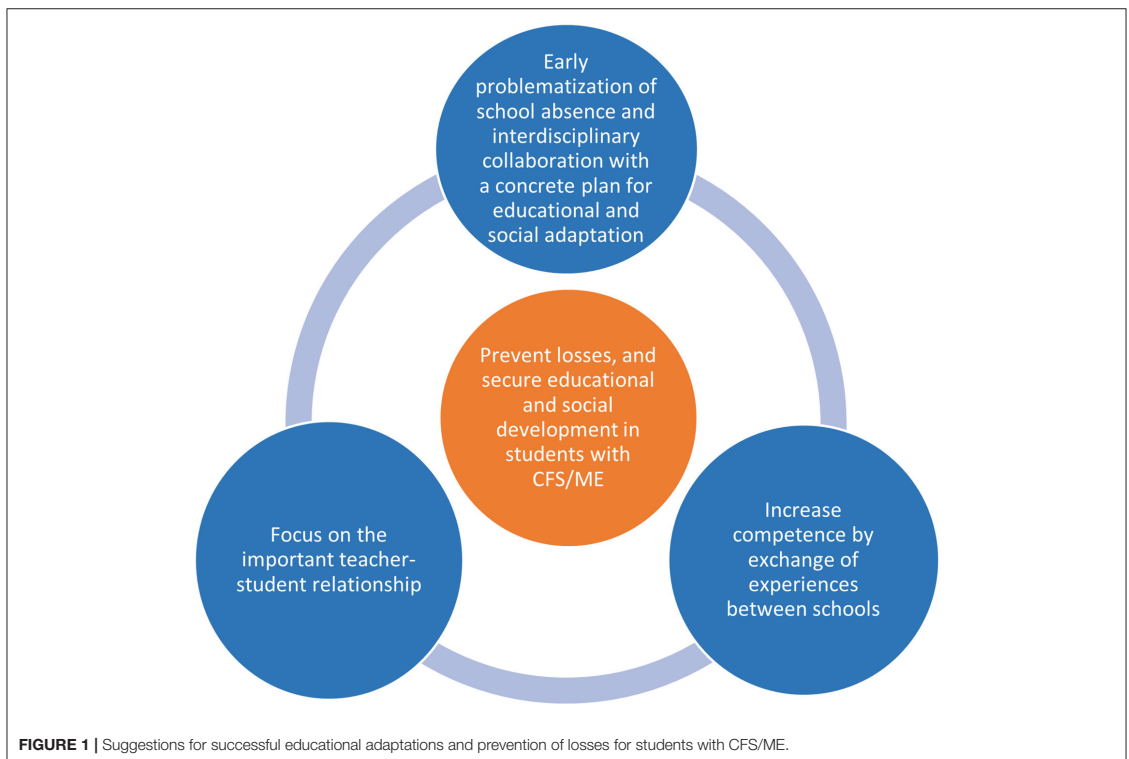 Early
problematization of
school absence and
interdisciplinary
collaboration with
a concrete plan for
educational and
social adaptation
Prevent losses, and
secure educational
and social
development in
students with
CFS/ME
Focus on the
important teacher-
student relationship
Increase
competence by
exchange of
experiences
between schools
FIGURE 1 | Suggestions for successful educational adaptations and prevention of losses for students with CFS/ME.